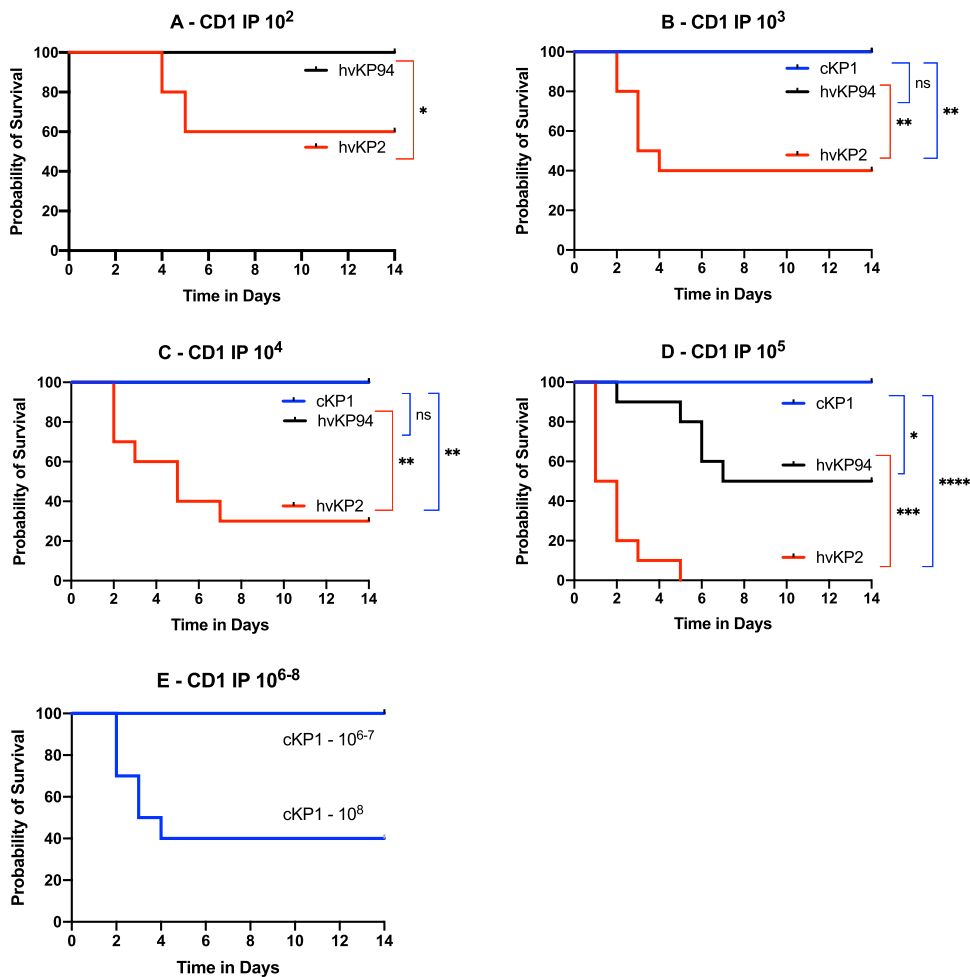 A - CD1 IP 10²
Probability of Survival
100
80
60
40
20
0
0 2 4 6 8 10 12 14
Time in Days
hvKP94
hvKP2
*
B - CD1 IP 10³
Probability of Survival
100
80
60
40
20
0
0 2 4 6 8 10 12 14
Time in Days
cKP1
hvKP94
hvKP2
ns
**
**
C - CD1 IP 10⁴
Probability of Survival
100
80
60
40
20
0
0 2 4 6 8 10 12 14
Time in Days
cKP1
hvKP94
hvKP2
ns
**
**
D - CD1 IP 10⁵
Probability of Survival
100
80
60
40
20
0
0 2 4 6 8 10 12 14
Time in Days
cKP1
hvKP94
hvKP2
*
***
****
E - CD1 IP 10⁶⁻⁸
Probability of Survival
100
80
60
40
20
0
0 2 4 6 8 10 12 14
Time in Days
cKP1 - 10⁶⁻⁷
cKP1 - 10⁸